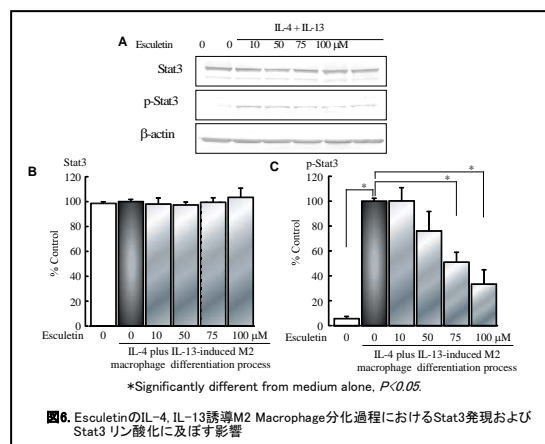 IL-4 + IL-13
A
Esculetin 0 0 10 50 75 100 μM
Stat3
p-Stat3
β-actin
B
Stat3
% Control
120
100
80
60
40
20
0
Esculetin 0 0 10 50 75 100 μM
IL-4 plus IL-13-induced M2
macrophage differentiation process
C
p-Stat3
* * *
% Control
120
100
80
60
40
20
0
Esculetin 0 0 10 50 75 100 μM
IL-4 plus IL-13-induced M2
macrophage differentiation process
*Significantly different from medium alone, P<0.05.
図6. EsculetinのIL-4, IL-13誘導M2 Macrophage分化過程におけるStat3発現および
Stat3 リン酸化に及ぼす影響